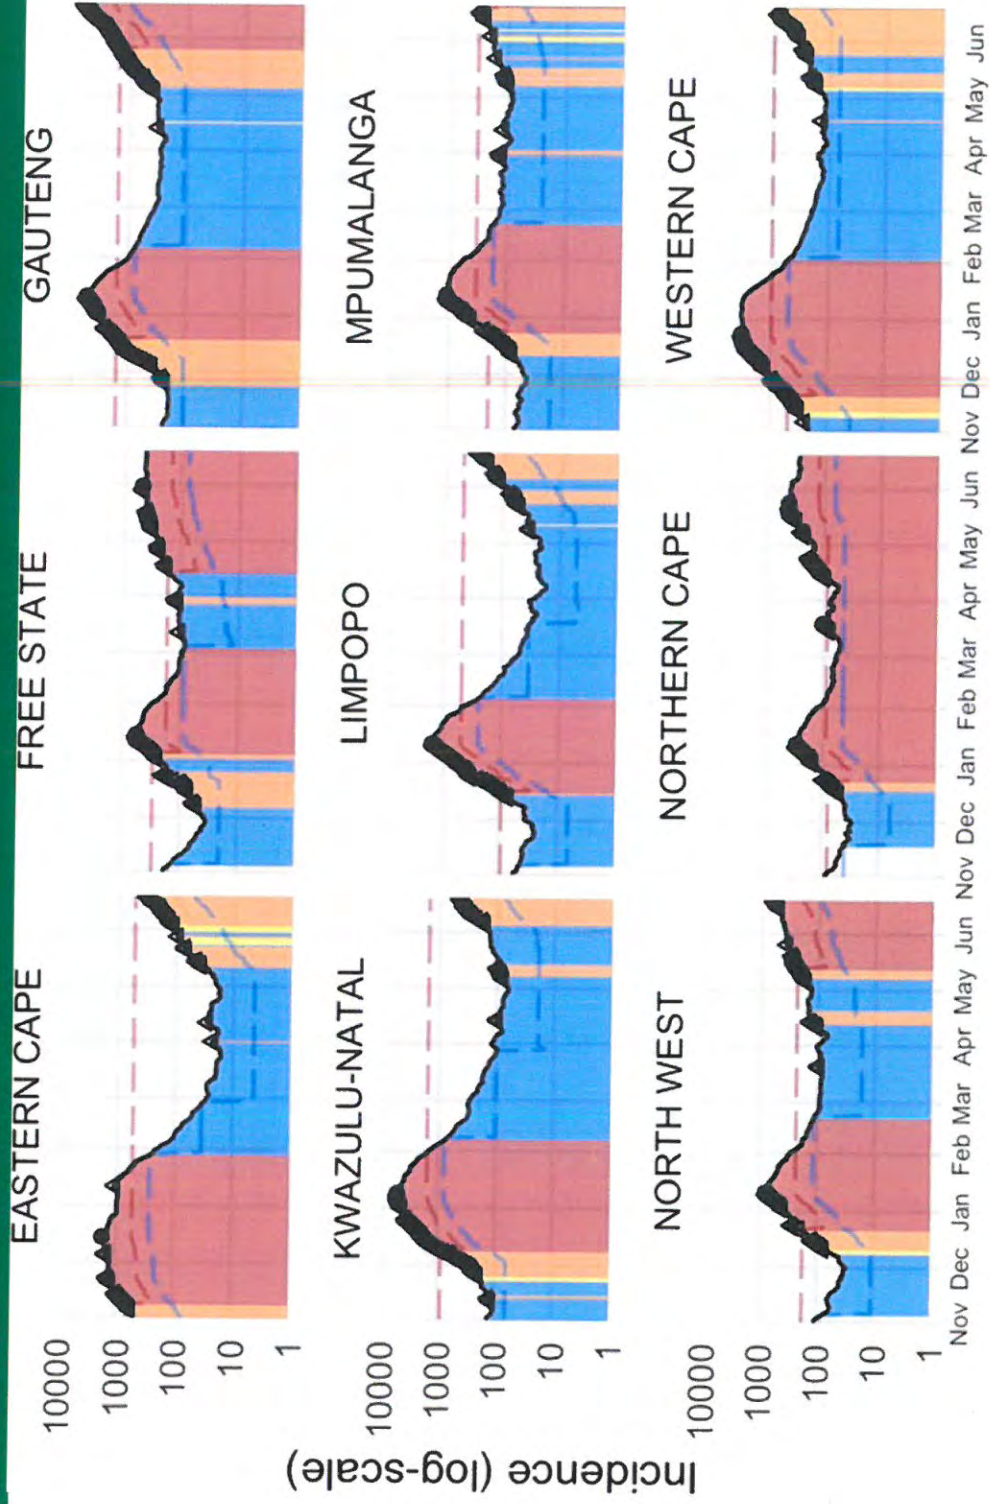 EASTERN CAPE
FREE STATE
GAUTENG
10000
1000
100
10
1
KWAZULU-NATAL
LIMPOPO
MPUMALANGA
10000
1000
100
10
1
NORTH WEST
NORTHERN CAPE
WESTERN CAPE
10000
1000
100
10
1
Incidence (log-scale)
Nov Dec Jan Feb Mar Apr May Jun Nov Dec Jan Feb Mar Apr May Jun Nov Dec Jan Feb Mar Apr May Jun